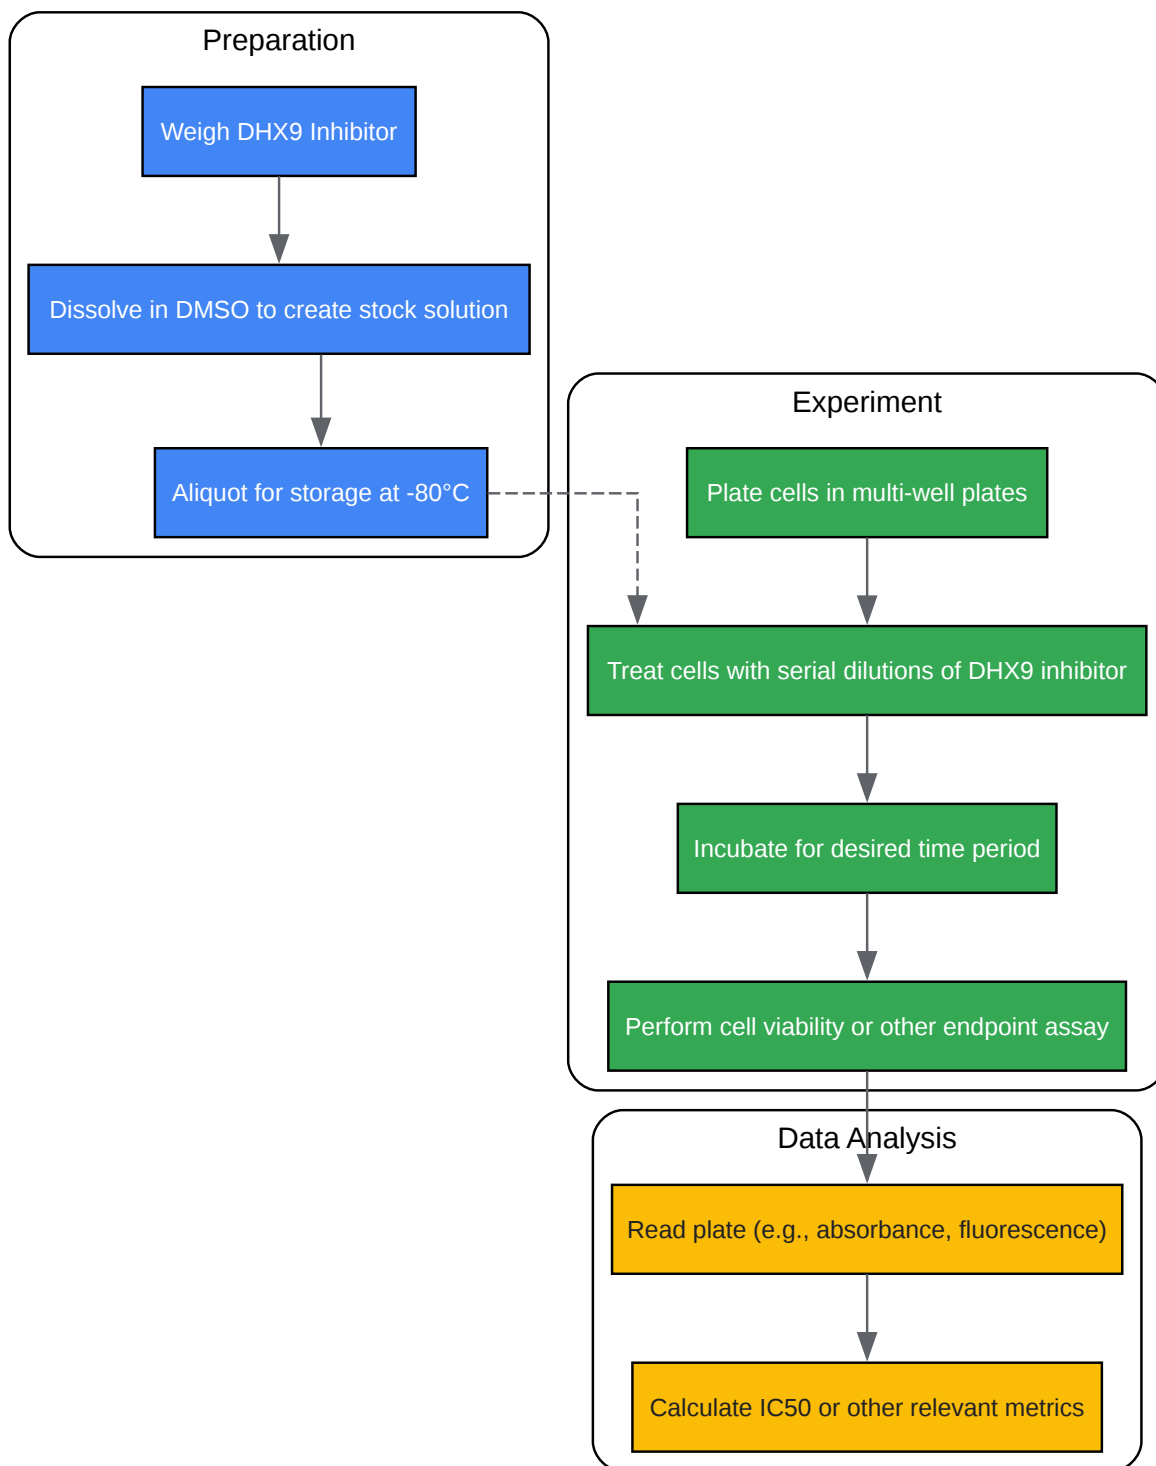 Preparation
Weigh DHX9 Inhibitor
Dissolve in DMSO to create stock solution
Aliquot for storage at -80°C
Experiment
Plate cells in multi-well plates
Treat cells with serial dilutions of DHX9 inhibitor
Incubate for desired time period
Perform cell viability or other endpoint assay
Data Analysis
Read plate (e.g., absorbance, fluorescence)
Calculate IC50 or other relevant metrics